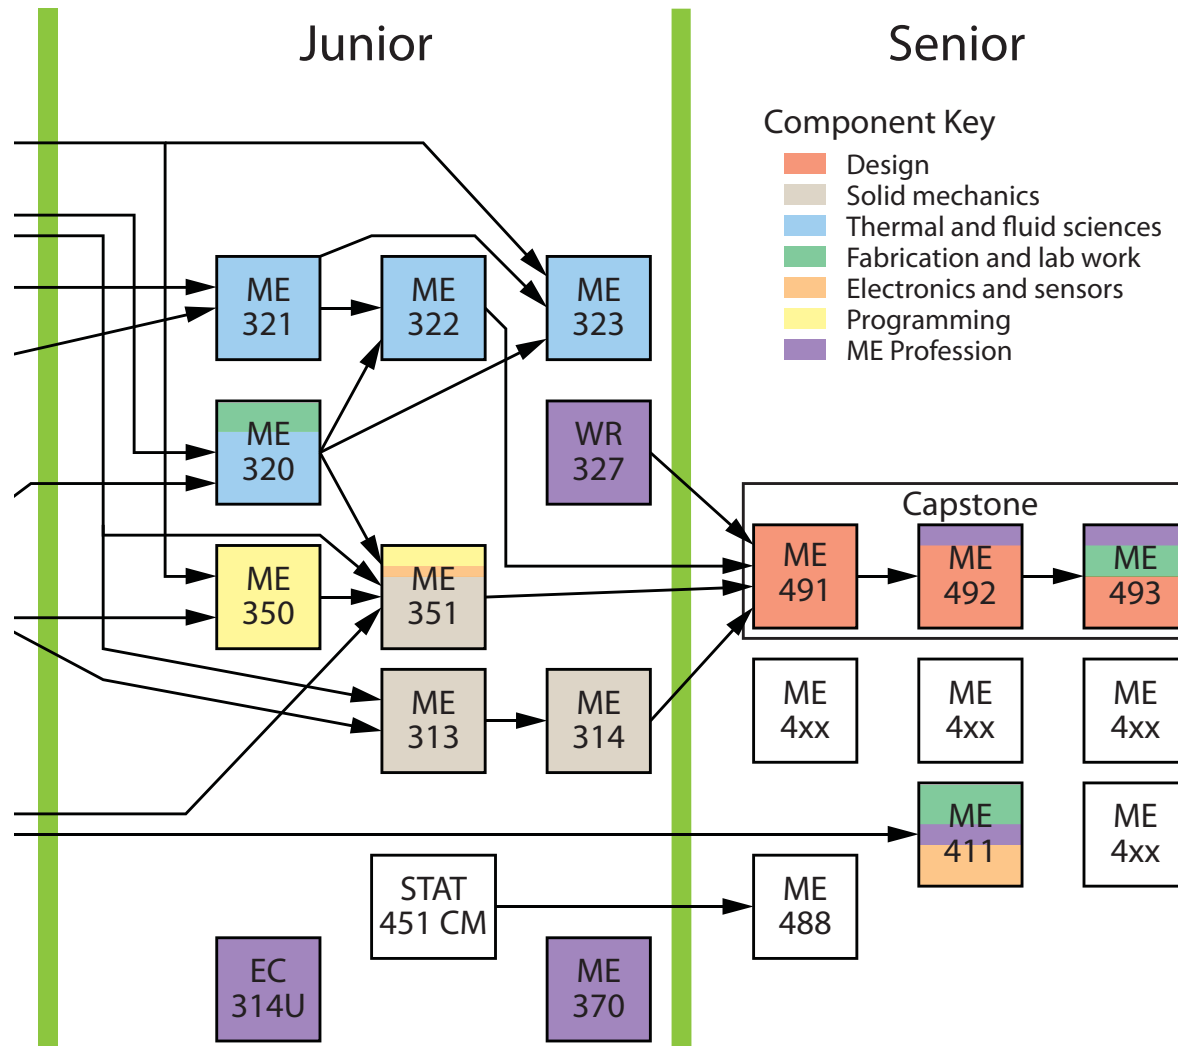 Junior
Senior
Component Key
Design
Solid mechanics
Thermal and fluid sciences
Fabrication and lab work
Electronics and sensors
Programming
ME Profession
ME
321
ME
322
ME
323
ME
320
WR
327
Capstone
ME
350
ME
351
ME
491
ME
492
ME
493
ME
313
ME
314
ME
4xx
ME
4xx
ME
4xx
ME
411
ME
4xx
STAT
451 CM
ME
488
EC
314U
ME
370